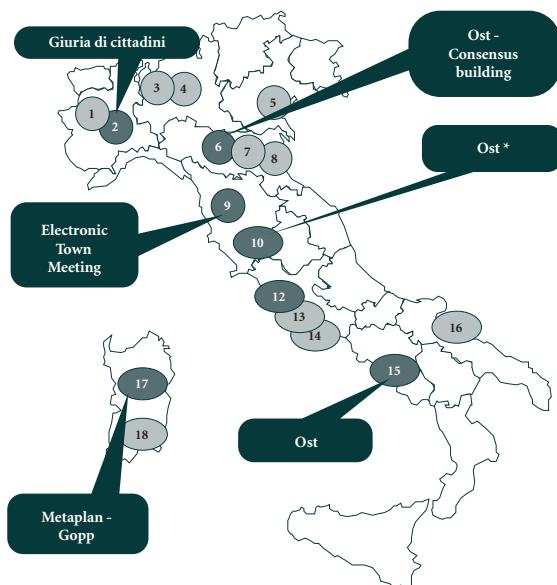 Giuria di cittadini
Ost -
Consensus
building
3
4
5
1
2
6
7
8
Ost *
9
Electronic
Town
Meeting
10
12
13
14
16
15
17
18
Ost
Metaplan -
Gopp